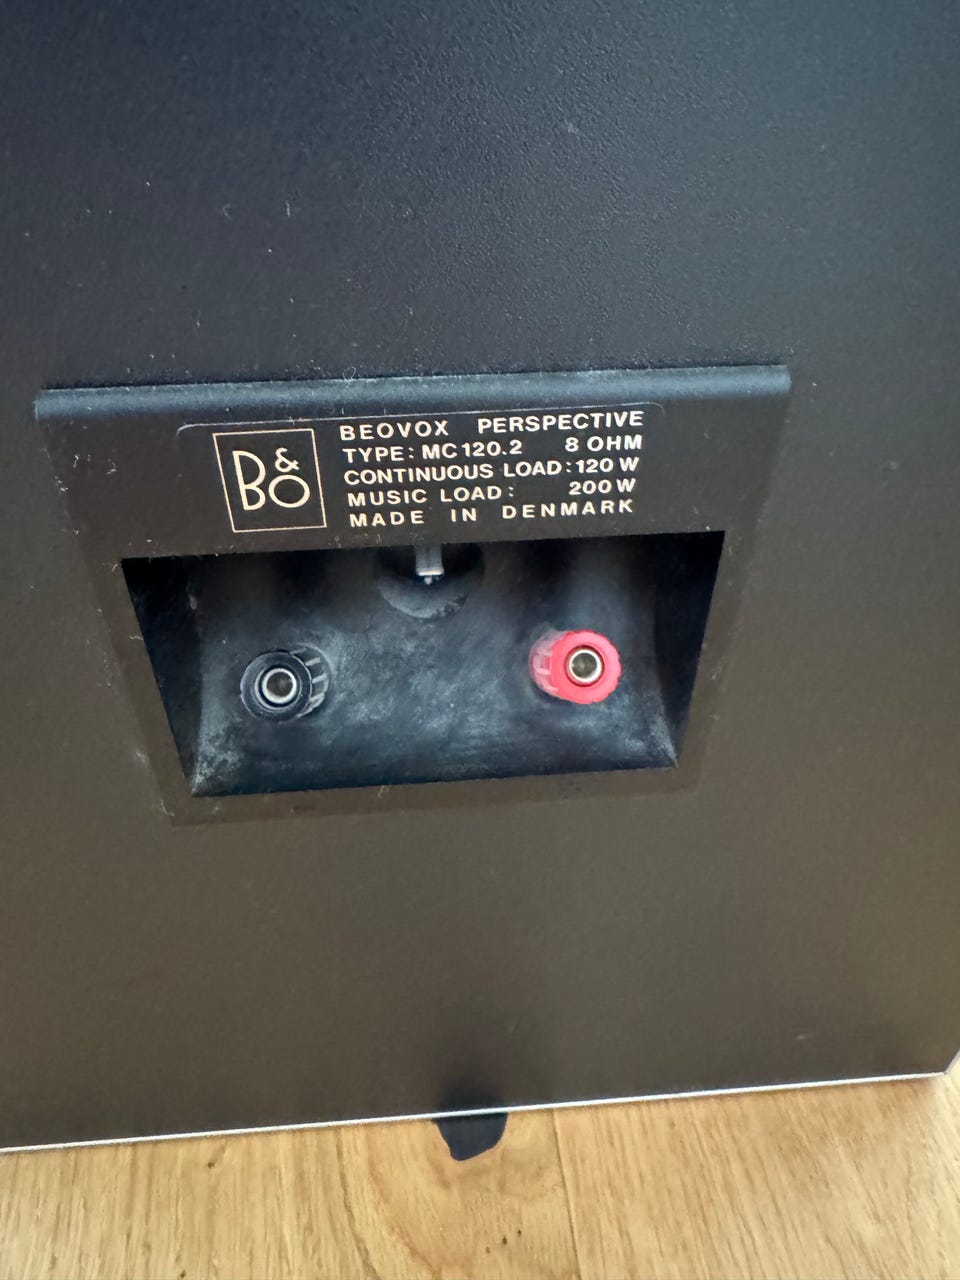 B&O
BEOVOX PERSPECTIVE
TYPE: MC 120.2 8 OHM
CONTINUOUS LOAD: 120 W
MUSIC LOAD: 200 W
MADE IN DENMARK